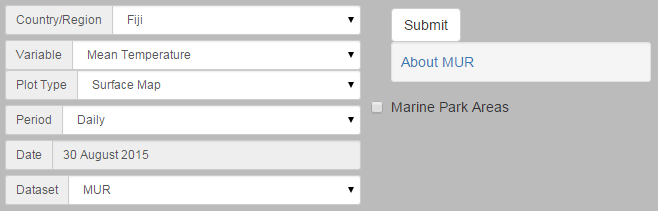 Country/Region Fiji
Variable Mean Temperature
Plot Type Surface Map
Period Daily
Date 30 August 2015
Dataset MUR
Submit
About MUR
Marine Park Areas